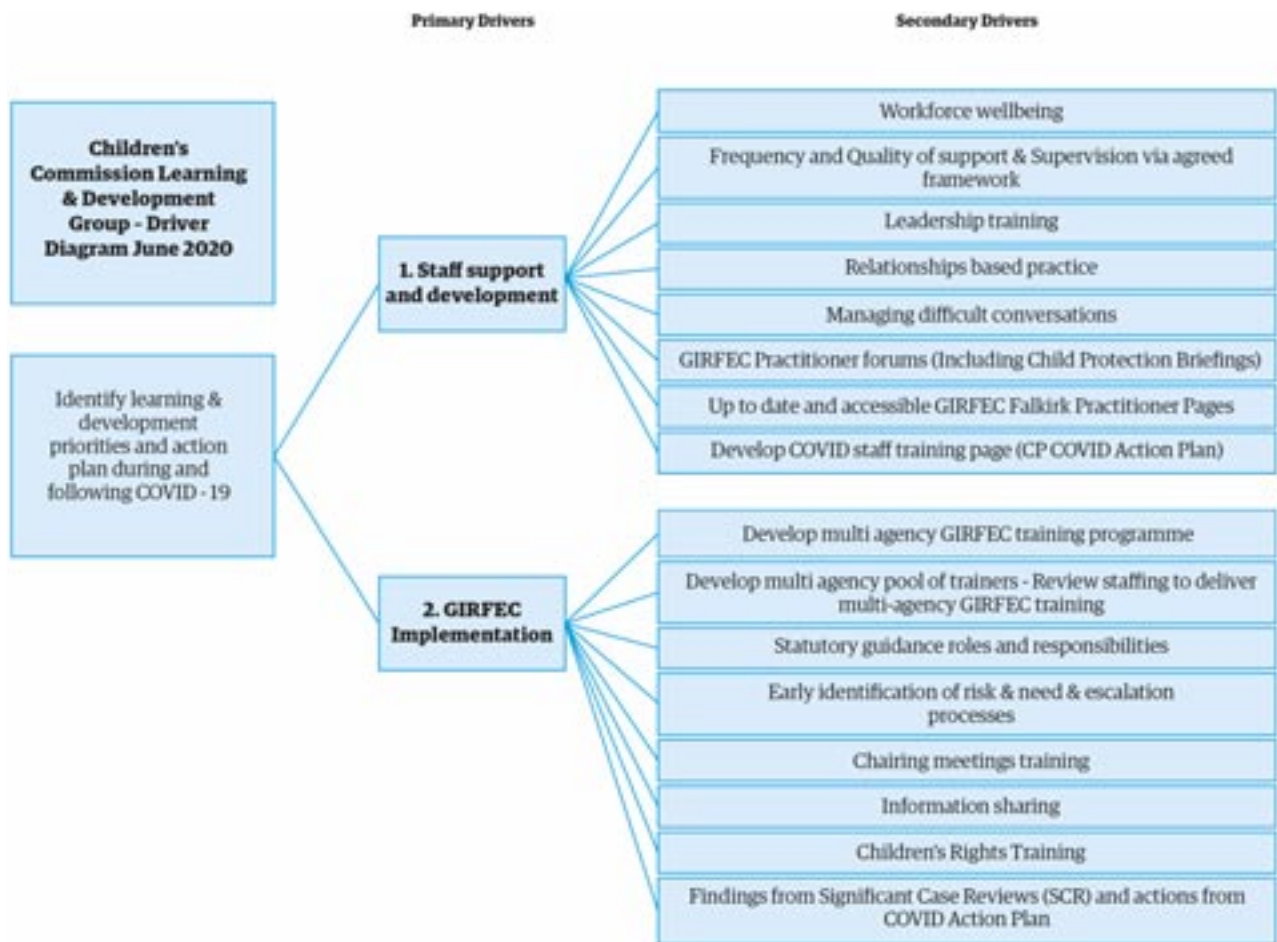 Primary Drivers
Secondary Drivers
Children's
Commission Learning
& Development
Group - Driver
Diagram June 2020
Identify learning &
development
priorities and action
plan during and
following COVID - 19
1. Staff support
and development
Workforce wellbeing
Frequency and Quality of support & Supervision via agreed
framework
Leadership training
Relationships based practice
Managing difficult conversations
GIRFEC Practitioner forums (Including Child Protection Briefings)
Up to date and accessible GIRFEC Falkirk Practitioner Pages
Develop COVID staff training page (CP COVID Action Plan)
2. GIRFEC
Implementation
Develop multi agency GIRFEC training programme
Develop multi agency pool of trainers - Review staffing to deliver
multi-agency GIRFEC training
Statutory guidance roles and responsibilities
Early identification of risk & need & escalation
processes
Chairing meetings training
Information sharing
Children's Rights Training
Findings from Significant Case Reviews (SCR) and actions from
COVID Action Plan